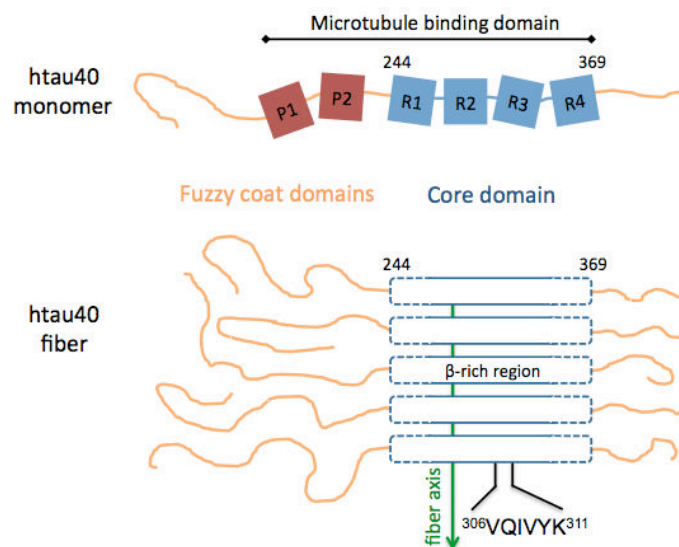 Microtubule binding domain
244 369
htau40
monomer
P1 P2 R1 R2 R3 R4
Fuzzy coat domains Core domain
244 369
htau40
fiber
β-rich region
fiber axis
³⁰⁶VQIVYK³¹¹